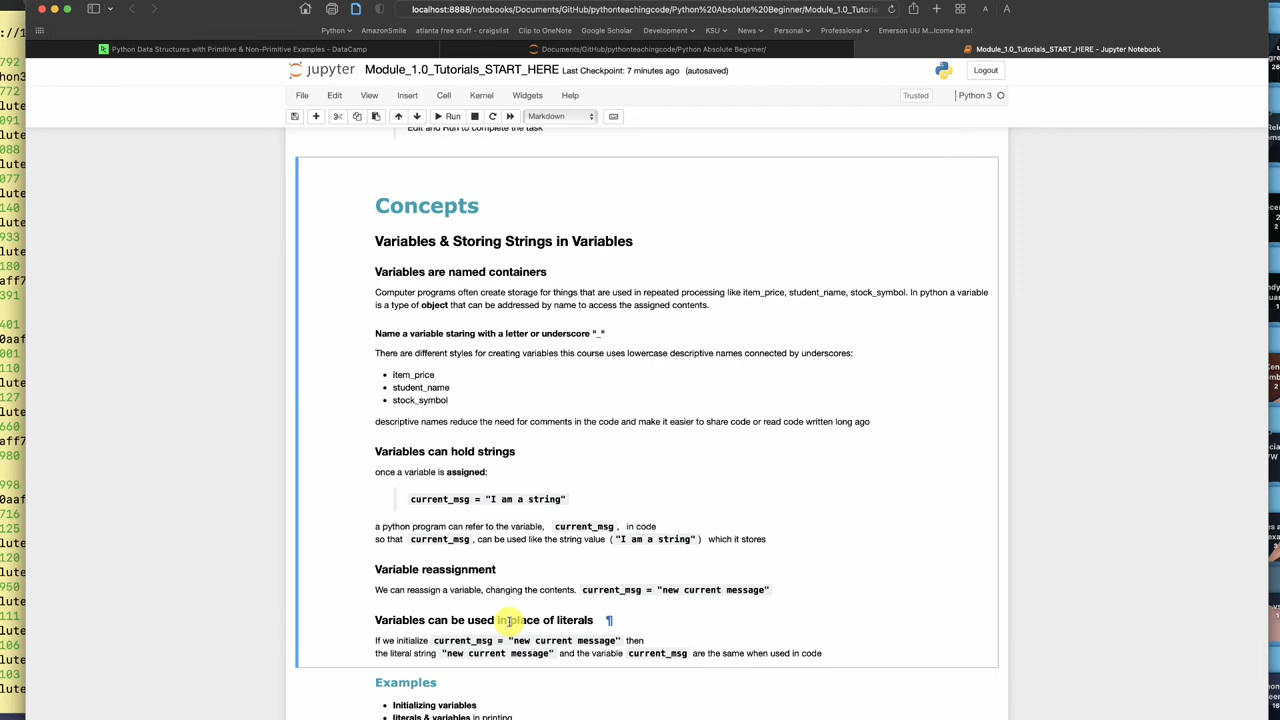 localhost:8888/notebooks/Documents/GitHub/pythonteachingcode/Python%20Absolute%20Beginner/Module_1.0_Tutoria
Python AmazonSmile atlanta free stuff - craigslist Clip to OneNote Google Scholar Development KSU News Personal Professional Emerson UU M...lcome here!
Python Data Structures with Primitive & Non-Primitive Examples - DataCamp
Documents/GitHub/pythonteachingcode/Python Absolute Beginner/
Module_1.0_Tutorials_START_HERE - Jupyter Notebook
jupyter Module_1.0_Tutorials_START_HERE Last Checkpoint: 7 minutes ago (autosaved)
Logout
File Edit View Insert Cell Kernel Widgets Help
Trusted Python 3
Run Markdown
Edit and Run to complete the task
Concepts
Variables & Storing Strings in Variables
Variables are named containers
Computer programs often create storage for things that are used in repeated processing like item_price, student_name, stock_symbol. In python a variable
is a type of object that can be addressed by name to access the assigned contents.
Name a variable staring with a letter or underscore "_"
There are different styles for creating variables this course uses lowercase descriptive names connected by underscores:
• item_price
• student_name
• stock_symbol
descriptive names reduce the need for comments in the code and make it easier to share code or read code written long ago
Variables can hold strings
once a variable is assigned:
current_msg = "I am a string"
a python program can refer to the variable, current_msg, in code
so that current_msg, can be used like the string value ("I am a string") which it stores
Variable reassignment
We can reassign a variable, changing the contents. current_msg = "new current message"
Variables can be used in place of literals ¶
If we initialize current_msg = "new current message" then
the literal string "new current message" and the variable current_msg are the same when used in code
Examples
• Initializing variables
• literals & variables in printing